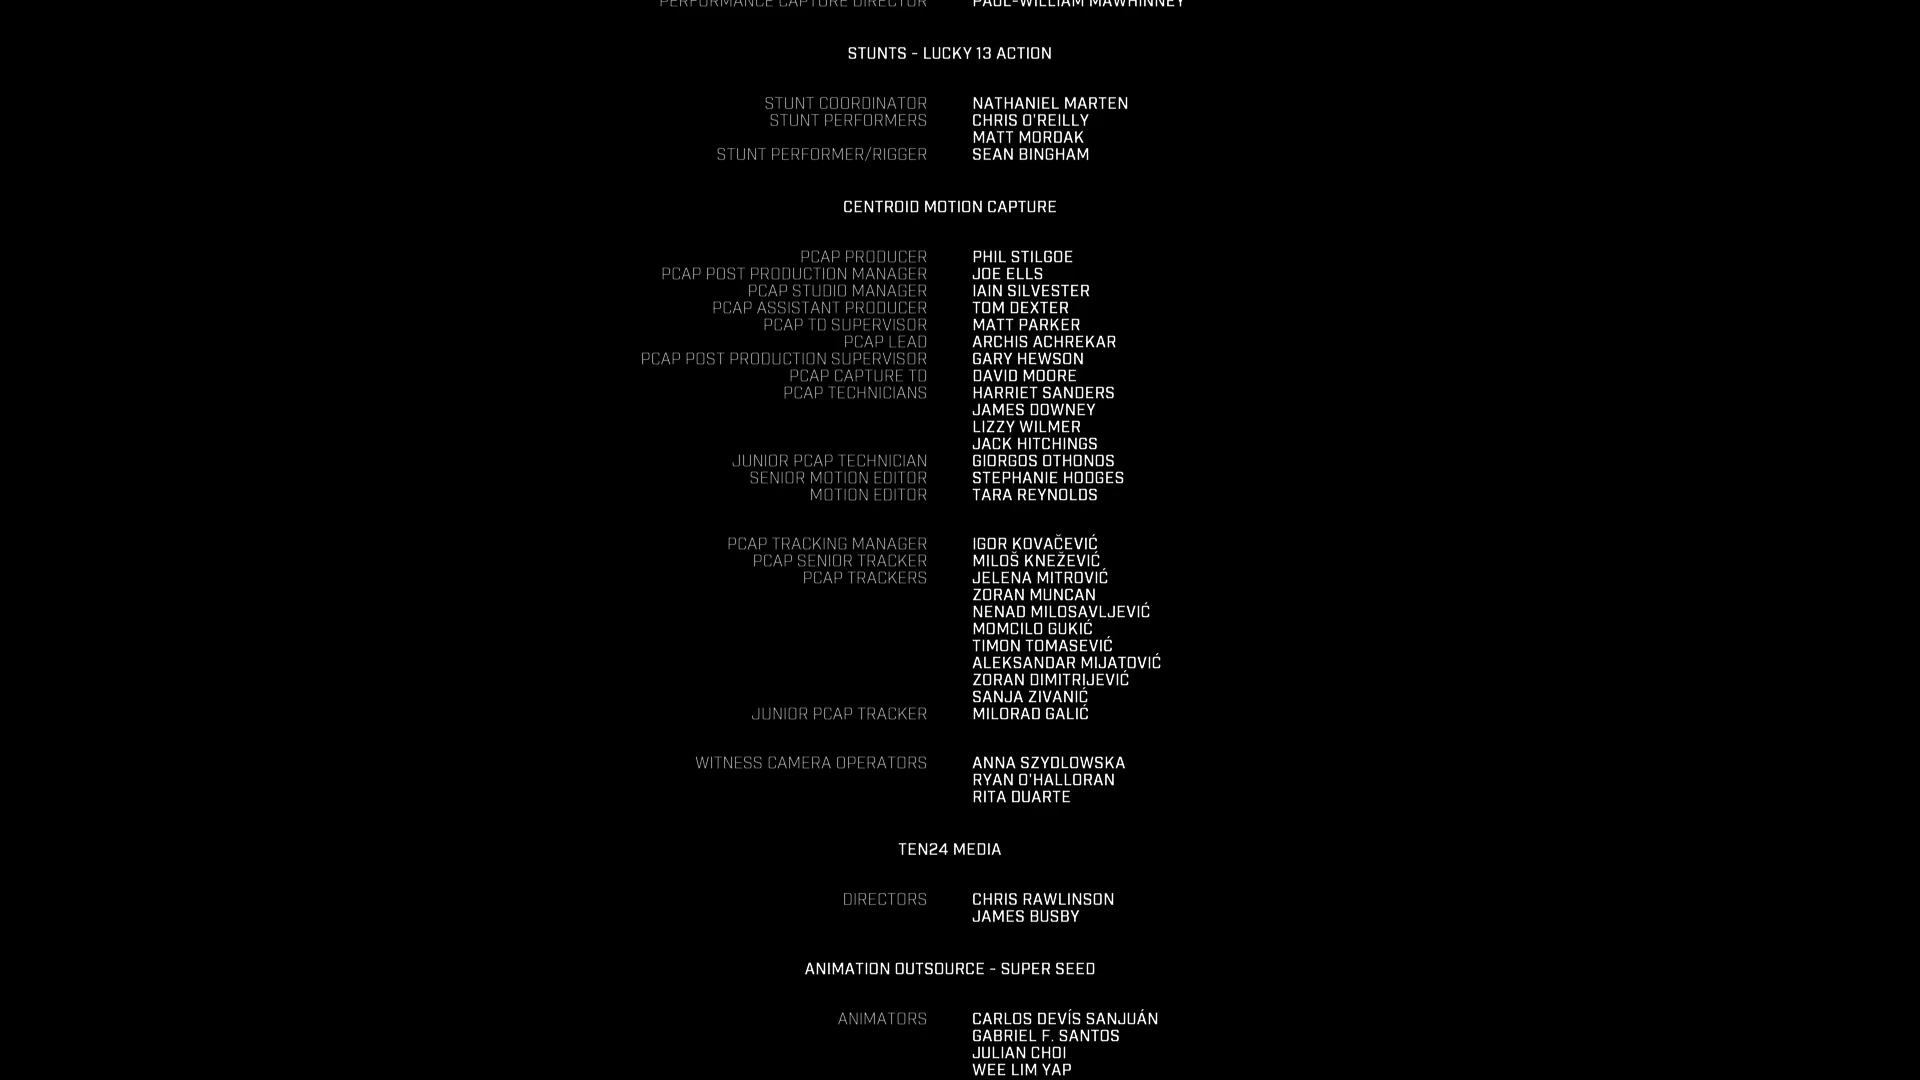 PERFORMANCE CAPTURE DIRECTOR PAUL-WILLIAM MAWHINNEY
STUNTS - LUCKY 13 ACTION
STUNT COORDINATOR NATHANIEL MARTEN
STUNT PERFORMERS CHRIS O'REILLY
MATT MORDAK
STUNT PERFORMER/RIGGER SEAN BINGHAM
CENTROID MOTION CAPTURE
PCAP PRODUCER PHIL STILGOE
PCAP POST PRODUCTION MANAGER JOE ELLS
PCAP STUDIO MANAGER IAIN SILVESTER
PCAP ASSISTANT PRODUCER TOM DEXTER
PCAP TD SUPERVISOR MATT PARKER
PCAP LEAD ARCHIS ACHREKAR
PCAP POST PRODUCTION SUPERVISOR GARY HEWSON
PCAP CAPTURE TD DAVID MOORE
PCAP TECHNICIANS HARRIET SANDERS
JAMES DOWNEY
LIZZY WILMER
JACK HITCHINGS
JUNIOR PCAP TECHNICIAN GIORGOS OTHONOS
SENIOR MOTION EDITOR STEPHANIE HODGES
MOTION EDITOR TARA REYNOLDS
PCAP TRACKING MANAGER IGOR KOVAČEVIĆ
PCAP SENIOR TRACKER MILOŠ KNEŽEVIĆ
PCAP TRACKERS JELENA MITROVIĆ
ZORAN MUNCAN
NENAD MILOSAVLJEVIĆ
MOMCILO GUKIĆ
TIMON TOMASEVIĆ
ALEKSANDAR MIJATOVIĆ
ZORAN DIMITRIJEVIĆ
SANJA ZIVANIĆ
JUNIOR PCAP TRACKER MILORAD GALIĆ
WITNESS CAMERA OPERATORS ANNA SZYDLOWSKA
RYAN O'HALLORAN
RITA DUARTE
TEN24 MEDIA
DIRECTORS CHRIS RAWLINSON
JAMES BUSBY
ANIMATION OUTSOURCE - SUPER SEED
ANIMATORS CARLOS DEVÍS SANJUÁN
GABRIEL F. SANTOS
JULIAN CHOI
WEE LIM YAP